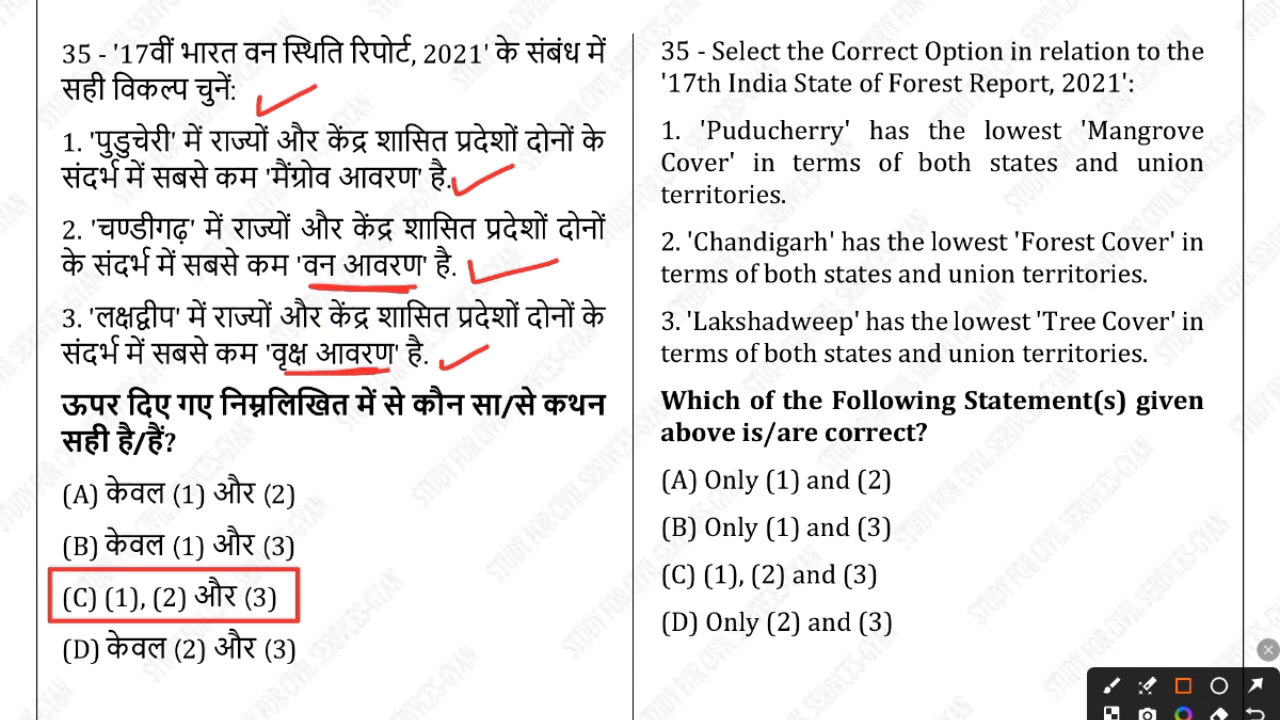 35 - '17वीं भारत वन स्थिति रिपोर्ट, 2021' के संबंध में
सही विकल्प चुनें:
1. 'पुडुचेरी' में राज्यों और केंद्र शासित प्रदेशों दोनों के
संदर्भ में सबसे कम 'मैंग्रोव आवरण' है.
2. 'चण्डीगढ़' में राज्यों और केंद्र शासित प्रदेशों दोनों
के संदर्भ में सबसे कम 'वन आवरण' है.
3. 'लक्षद्वीप' में राज्यों और केंद्र शासित प्रदेशों दोनों के
संदर्भ में सबसे कम 'वृक्ष आवरण' है.
ऊपर दिए गए निम्नलिखित में से कौन सा/से कथन
सही है/हैं?
(A) केवल (1) और (2)
(B) केवल (1) और (3)
(C) (1), (2) और (3)
(D) केवल (2) और (3)
35 - Select the Correct Option in relation to the
'17th India State of Forest Report, 2021':
1. 'Puducherry' has the lowest 'Mangrove
Cover' in terms of both states and union
territories.
2. 'Chandigarh' has the lowest 'Forest Cover' in
terms of both states and union territories.
3. 'Lakshadweep' has the lowest 'Tree Cover' in
terms of both states and union territories.
Which of the Following Statement(s) given
above is/are correct?
(A) Only (1) and (2)
(B) Only (1) and (3)
(C) (1), (2) and (3)
(D) Only (2) and (3)
STUDY FOR CIVIL SERVICES-GYAN